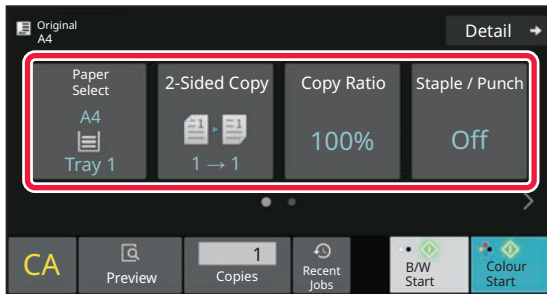 Original
A4
Detail
Paper
Select
A4
Tray 1
2-Sided Copy
1 → 1
Copy Ratio
100%
Staple / Punch
Off
CA
Preview
1
Copies
Recent
Jobs
B/W
Start
Colour
Start